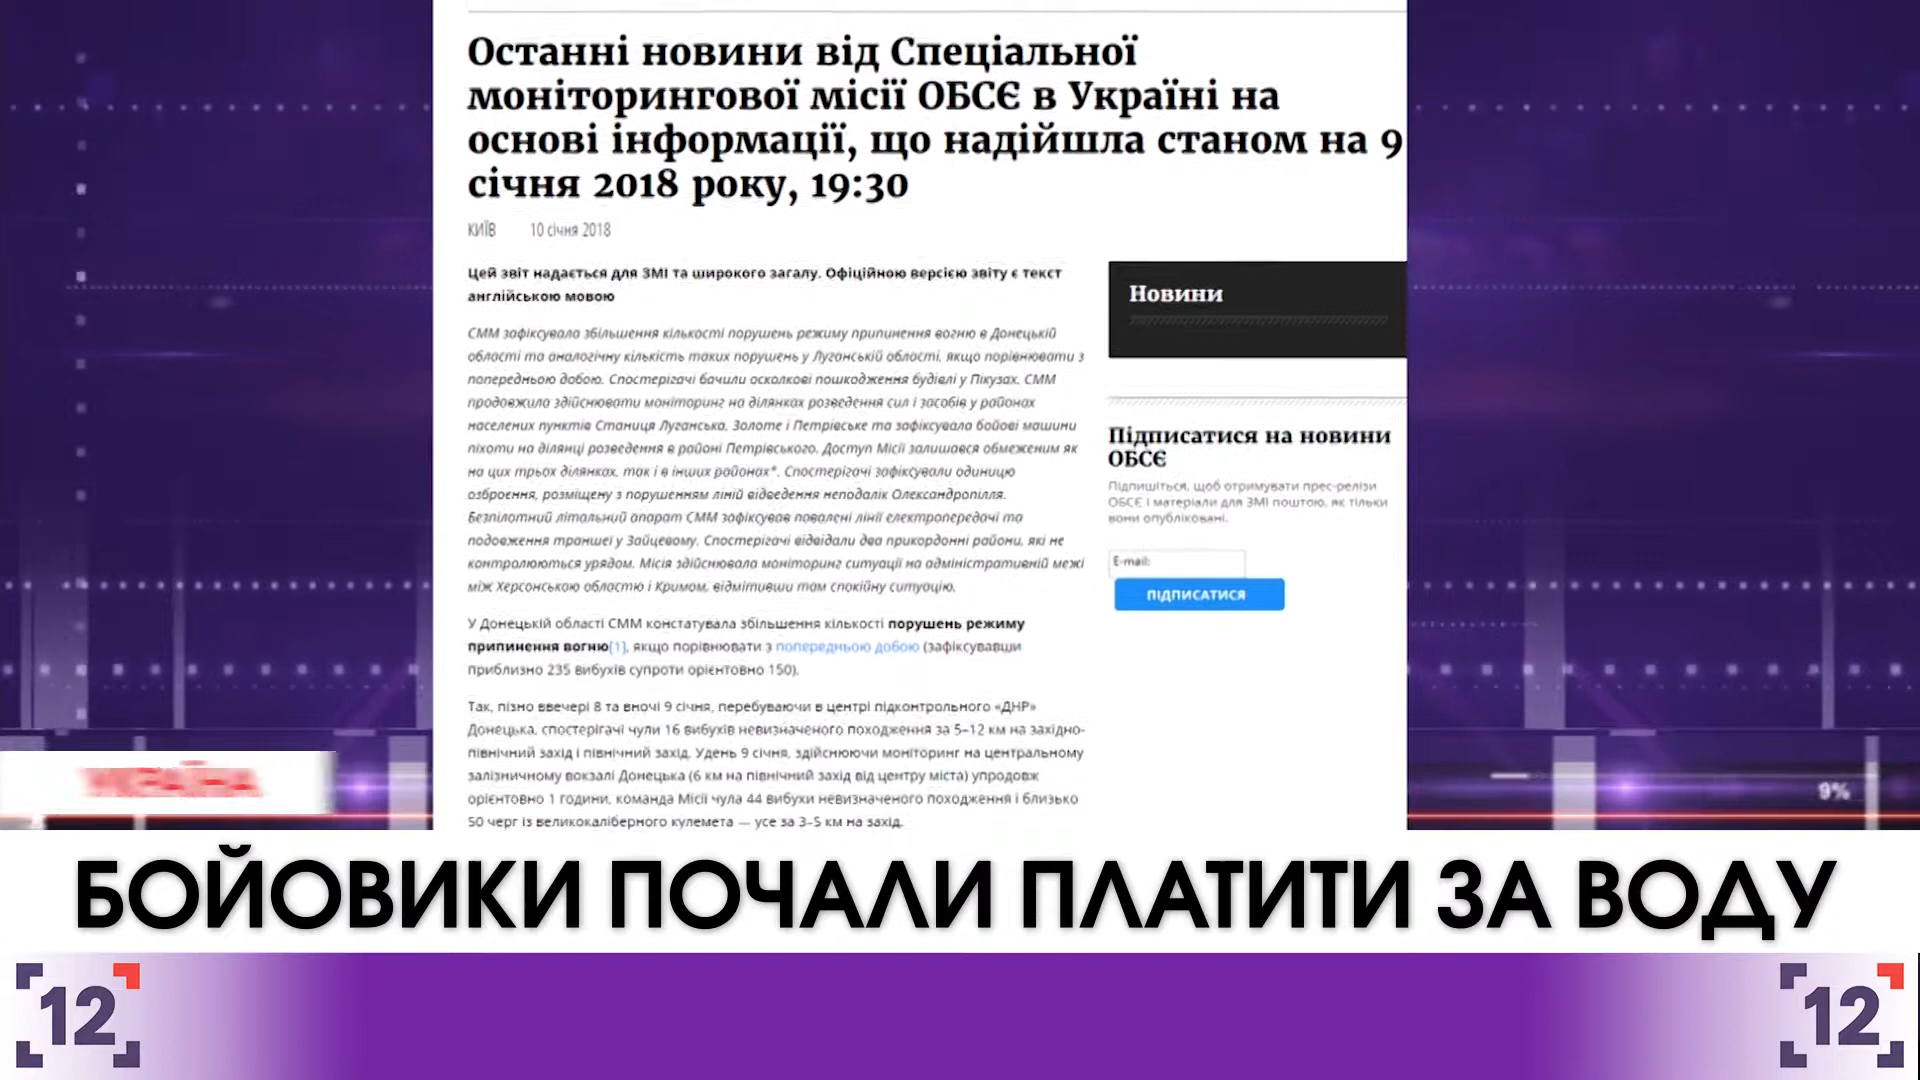 Останні новини від Спеціальної
моніторингової місії ОБСЄ в Україні на
основі інформації, що надійшла станом на 9
січня 2018 року, 19:30
КИЇВ 10 січня 2018
Цей звіт надається для ЗМІ та широкого загалу. Офіційною версією звіту є текст
англійською мовою
СММ зафіксувала збільшення кількості порушень режиму припинення вогню в Донецькій
області та аналогічну кількість таких порушень у Луганській області, якщо порівнювати з
попередньою добою. Спостерігачі бачили осколкові пошкодження будівлі у Пікузах. СММ
продовжила здійснювати моніторинг на ділянках розведення сил і засобів у районах
населених пунктів Станиця Луганська, Золоте і Петрівське та зафіксувала бойові машини
піхоти на ділянці розведення в районі Петрівського. Доступ Місії залишався обмеженим як
на цих трьох ділянках, так і в інших районах*. Спостерігачі зафіксували одиницю
озброєння, розміщену з порушенням ліній відведення неподалік Олександропілля.
Безпілотний літальний апарат СММ зафіксував повалені лінії електропередачі та
подовження траншеї у Зайцевому. Спостерігачі відвідали два прикордонні райони, які не
контролюються урядом. Місія здійснювала моніторинг ситуації на адміністративній межі
між Херсонською областю і Кримом, відмітивши там спокійну ситуацію.
У Донецькій області СММ констатувала збільшення кількості порушень режиму
припинення вогню[1], якщо порівнювати з попередньою добою (зафіксувавши
приблизно 235 вибухів супроти орієнтовно 150).
Так, пізно ввечері 8 та вночі 9 січня, перебуваючи в центрі підконтрольного «ДНР»
Донецька, спостерігачі чули 16 вибухів невизначеного походження за 5–12 км на західно-
північний захід і північний захід. Удень 9 січня, здійснюючи моніторинг на центральному
залізничному вокзалі Донецька (6 км на північний захід від центру міста) упродовж
орієнтовно 1 години, команда Місії чула 44 вибухи невизначеного походження і близько
50 черг із великокаліберного кулемета — усе за 3–5 км на захід.
Новини
Підписатися на новини
ОБСЄ
Підпишіться, щоб отримувати прес-релізи
ОБСЄ і матеріали для ЗМІ поштою, як тільки
вони опубліковані.
E-mail:
ПІДПИСАТИСЯ
УКРАЇНА
9%
БОЙОВИКИ ПОЧАЛИ ПЛАТИТИ ЗА ВОДУ
12
12